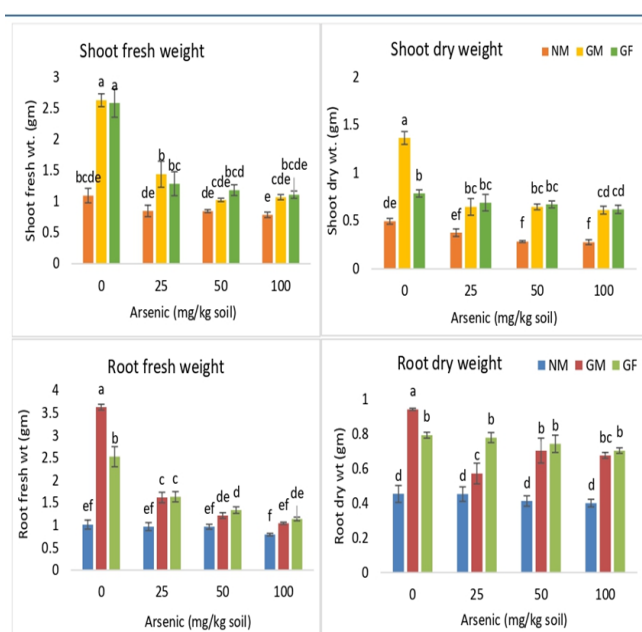 Shoot fresh weight
Shoot fresh wt. (gm)
3
2.5
2
1.5
1
0.5
0
bcde
a
a
de
b
bc
de
cde
bcd
e
cde
bcde
0
25
50
100
Arsenic (mg/kg soil)
Shoot dry weight
NM GM GF
Shoot dry wt. (gm)
2
1.5
1
0.5
0
de
a
b
ef
bc
bc
f
bc
bc
f
cd
cd
0
25
50
100
Arsenic (mg/kg soil)
Root fresh weight
Root fresh wt (gm)
4
3.5
3
2.5
2
1.5
1
0.5
0
ef
a
b
ef
c
c
ef
de
d
f
ef
de
0
25
50
100
Arsenic (mg/kg soil)
Root dry weight
NM GM GF
Root dry wt (gm)
1
0.8
0.6
0.4
0.2
0
d
a
b
d
c
b
d
b
b
d
bc
b
0
25
50
100
Arsenic (mg/kg soil)